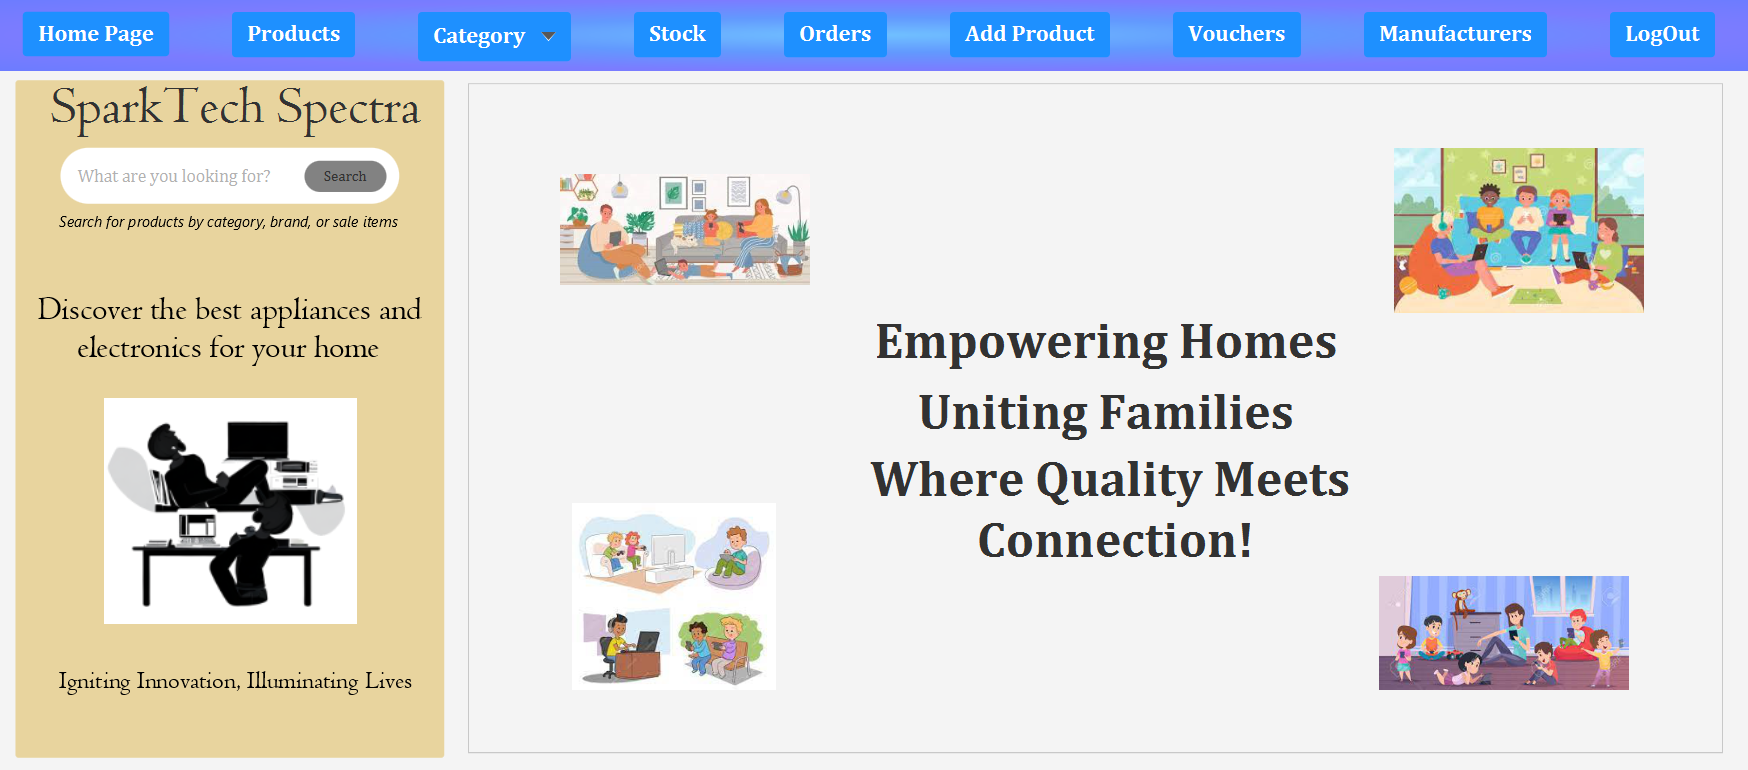 Home Page
Products
Category
Stock
Orders
Add Product
Vouchers
Manufacturers
LogOut
SparkTech Spectra
What are you looking for?
Search
Search for products by category, brand, or sale items
Discover the best appliances and
electronics for your home
Igniting Innovation, Illuminating Lives
Empowering Homes
Uniting Families
Where Quality Meets
Connection!